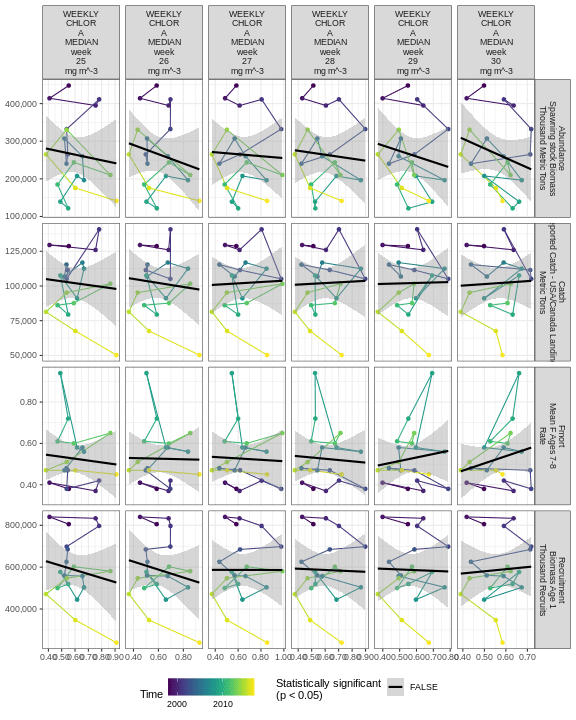 WEEKLY CHLOR A MEDIAN week 25 mg m^-3
WEEKLY CHLOR A MEDIAN week 26 mg m^-3
WEEKLY CHLOR A MEDIAN week 27 mg m^-3
WEEKLY CHLOR A MEDIAN week 28 mg m^-3
WEEKLY CHLOR A MEDIAN week 29 mg m^-3
WEEKLY CHLOR A MEDIAN week 30 mg m^-3
400,000
300,000
200,000
100,000
Abundance
Spawning stock Biomass
Thousand Metric Tons
125,000
100,000
75,000
50,000
Catch
Catch - USA/Canada
Metric Tons
0.80
0.60
0.40
Fmort
Mean F Ages 7-8
Rate
800,000
600,000
400,000
Recruitment
Biomass Age 1
Thousand Recruits
0.40 0.50 0.60 0.70 0.80 0.90
0.40 0.60 0.80
0.40 0.60 0.80 1.00
0.40 0.50 0.60 0.70 0.80 0.90
0.40 0.50 0.60 0.70 0.80
0.40 0.50 0.60 0.70
Time
2000 2010
Statistically significant
(p < 0.05)
FALSE